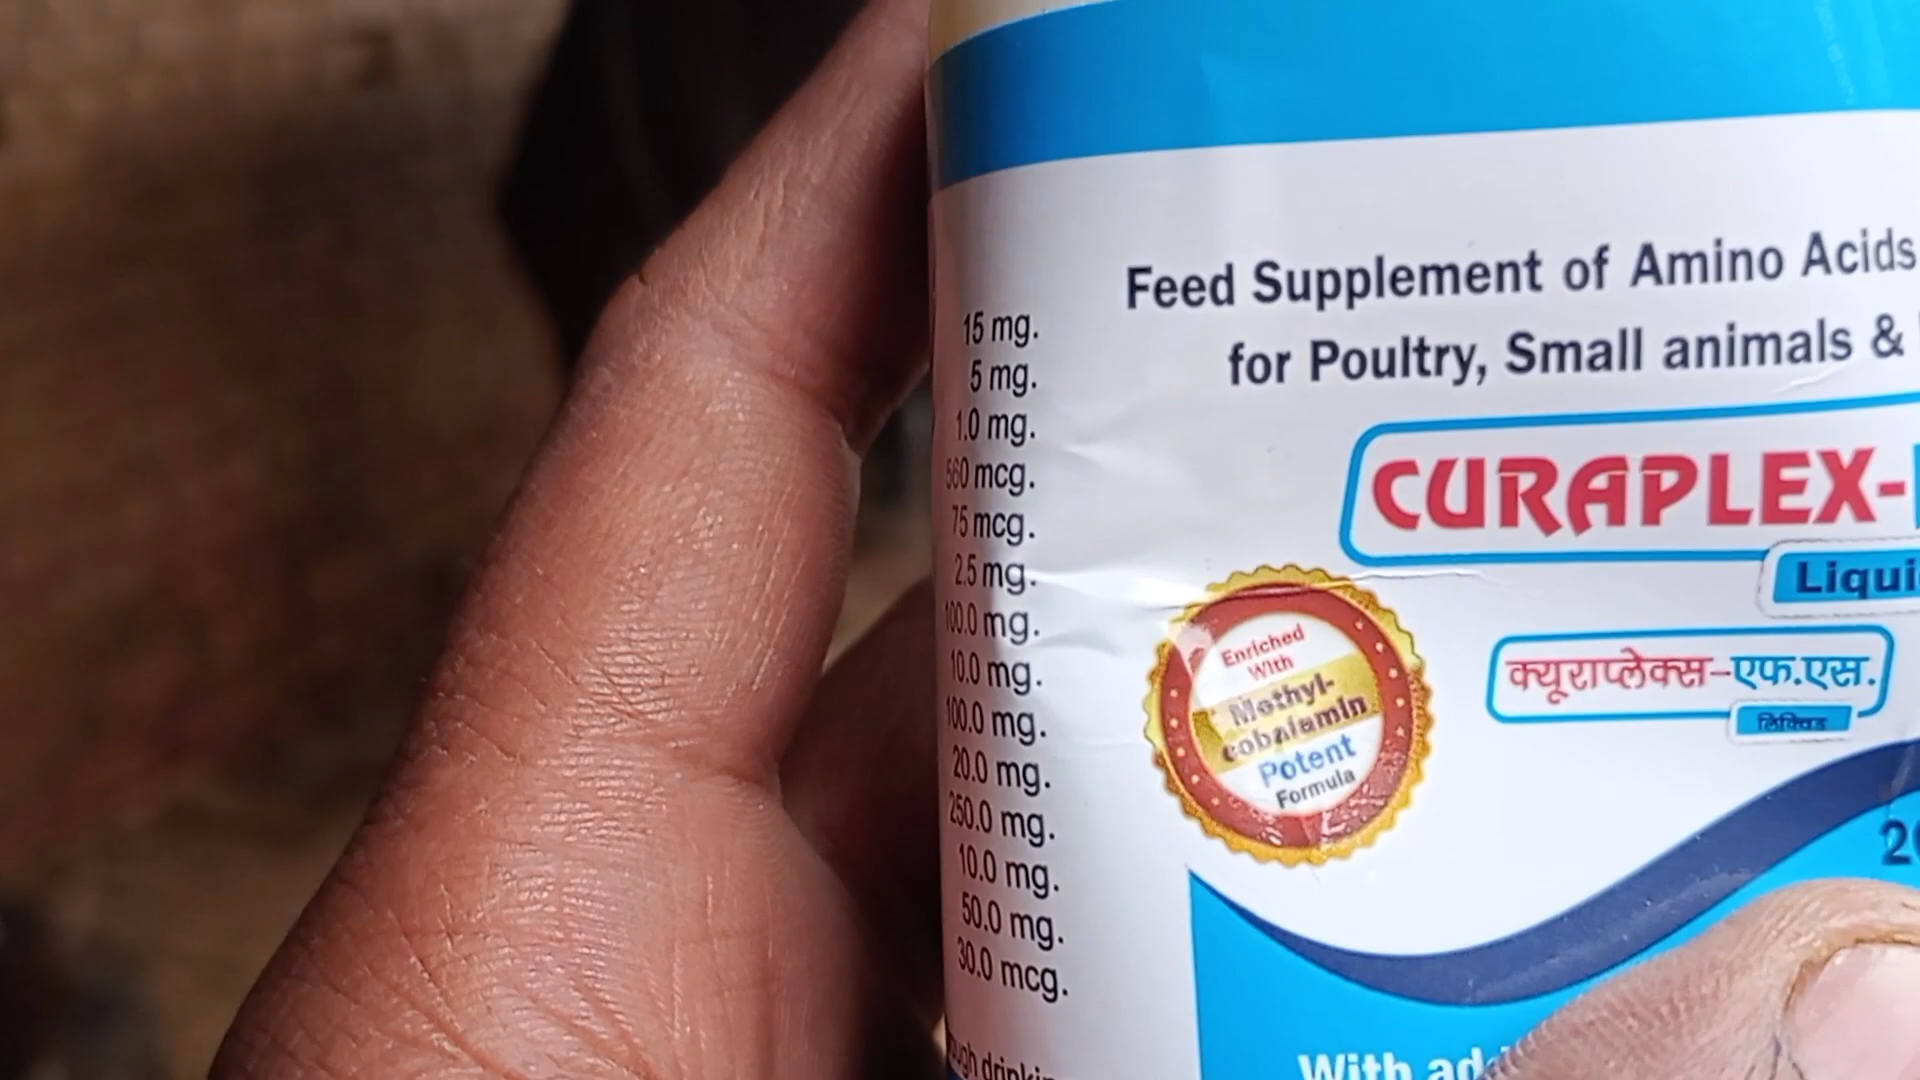 15 mg.
5 mg.
1.0 mg.
560 mcg.
75 mcg.
2.5 mg.
100.0 mg.
10.0 mg.
100.0 mg.
20.0 mg.
250.0 mg.
10.0 mg.
50.0 mg.
30.0 mcg.
Feed Supplement of Amino Acids
for Poultry, Small animals &
CURAPLEX-
क्यूराप्लेक्स-एफ.एस.
लिक्विड
Enriched
With
Methyl-
cobalamin
Potent
Formula
With